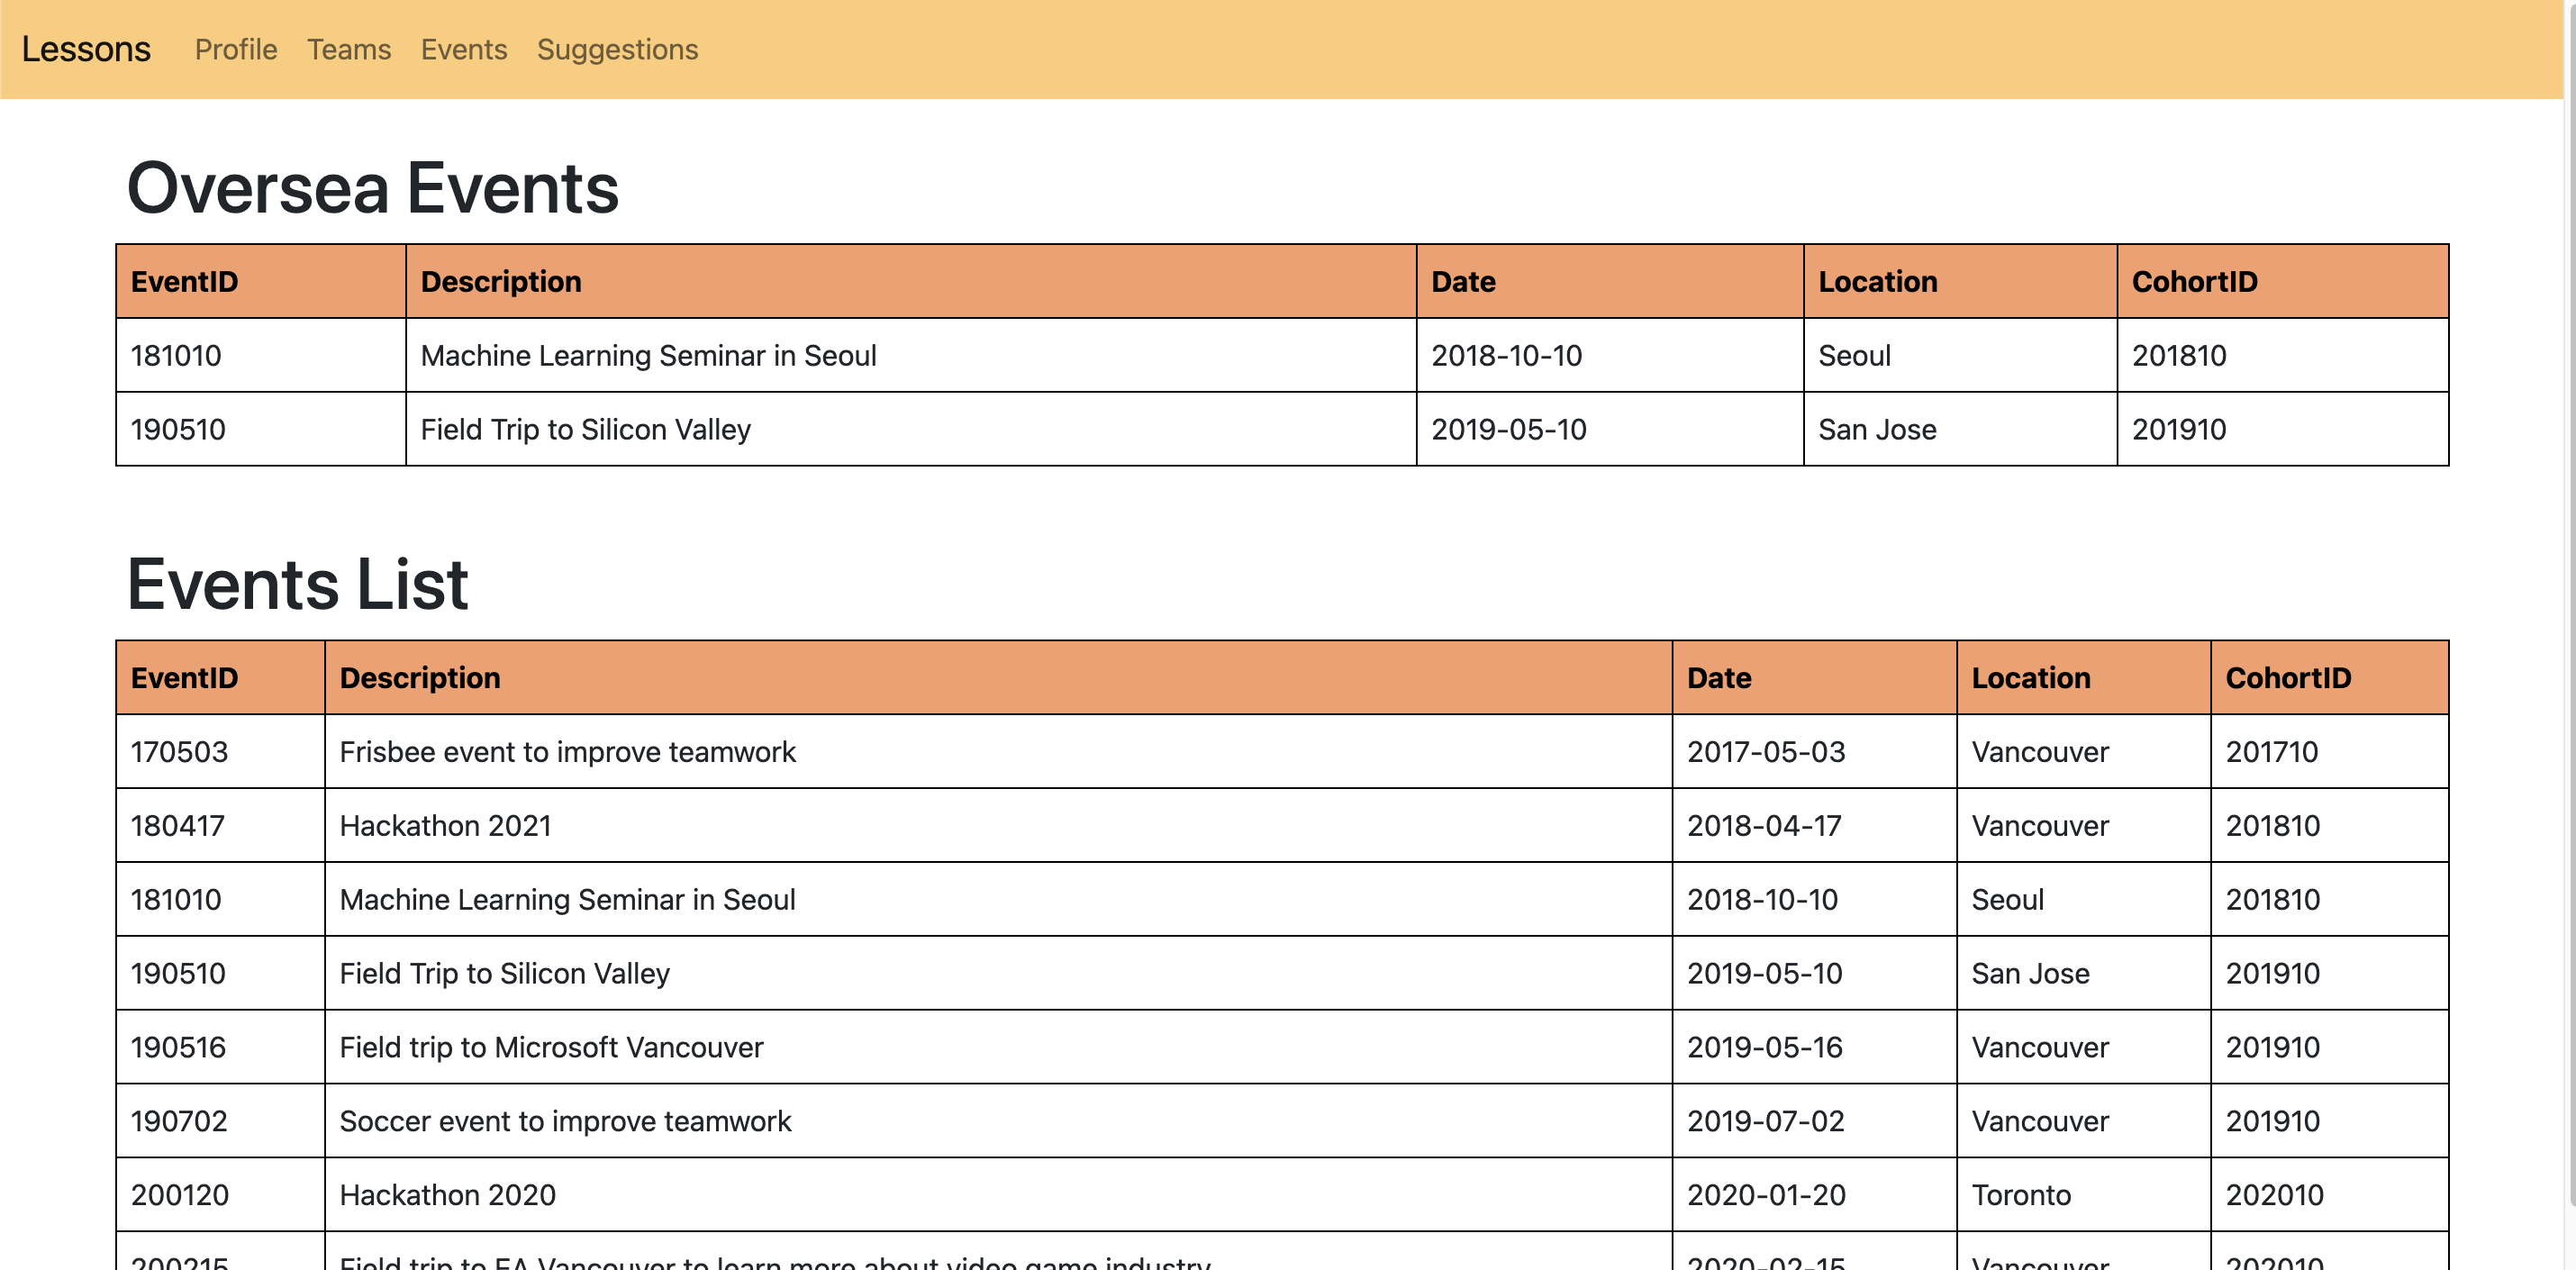 Lessons Profile Teams Events Suggestions
Oversea Events
EventID Description Date Location CohortID
181010 Machine Learning Seminar in Seoul 2018-10-10 Seoul 201810
190510 Field Trip to Silicon Valley 2019-05-10 San Jose 201910
Events List
EventID Description Date Location CohortID
170503 Frisbee event to improve teamwork 2017-05-03 Vancouver 201710
180417 Hackathon 2021 2018-04-17 Vancouver 201810
181010 Machine Learning Seminar in Seoul 2018-10-10 Seoul 201810
190510 Field Trip to Silicon Valley 2019-05-10 San Jose 201910
190516 Field trip to Microsoft Vancouver 2019-05-16 Vancouver 201910
190702 Soccer event to improve teamwork 2019-07-02 Vancouver 201910
200120 Hackathon 2020 2020-01-20 Toronto 202010
200215 Field trip to EA Vancouver to learn more about video game industry 2020-02-15 Vancouver 202010